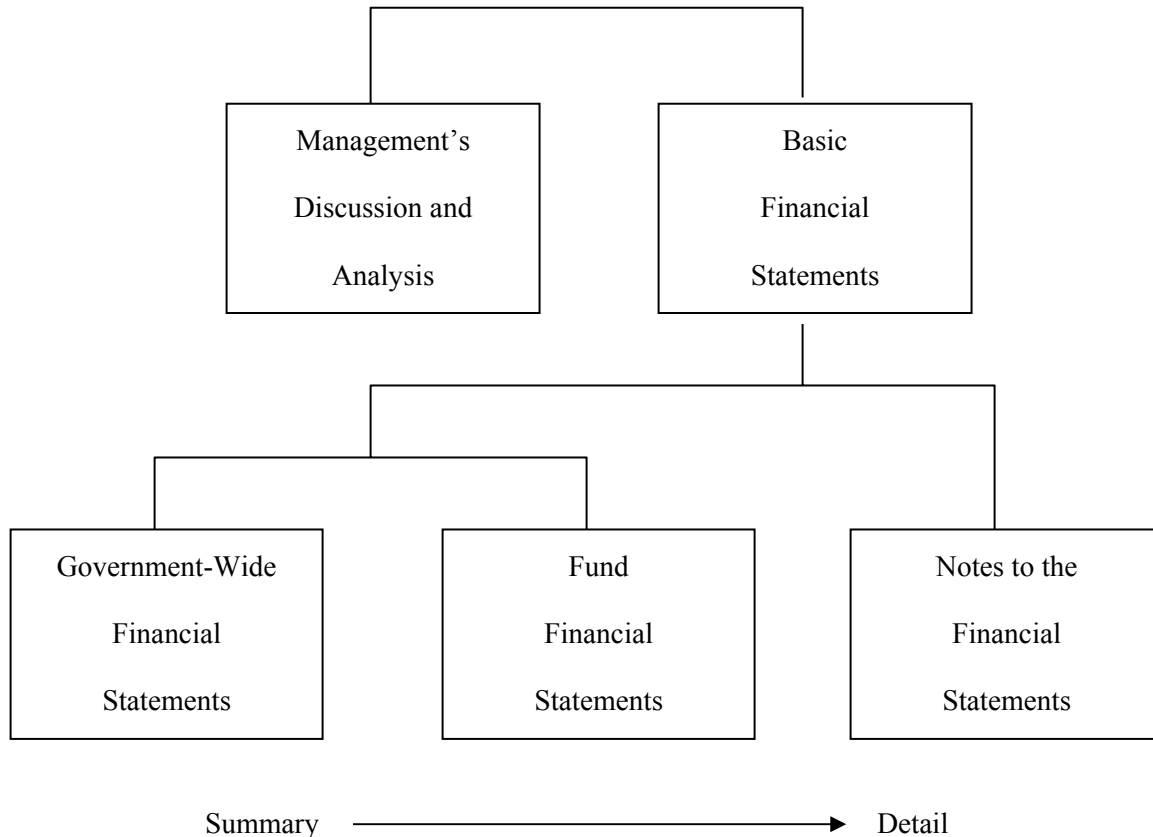 Management’s
Discussion and
Analysis
Basic
Financial
Statements
Government-Wide
Financial
Statements
Fund
Financial
Statements
Notes to the
Financial
Statements
Summary
Detail